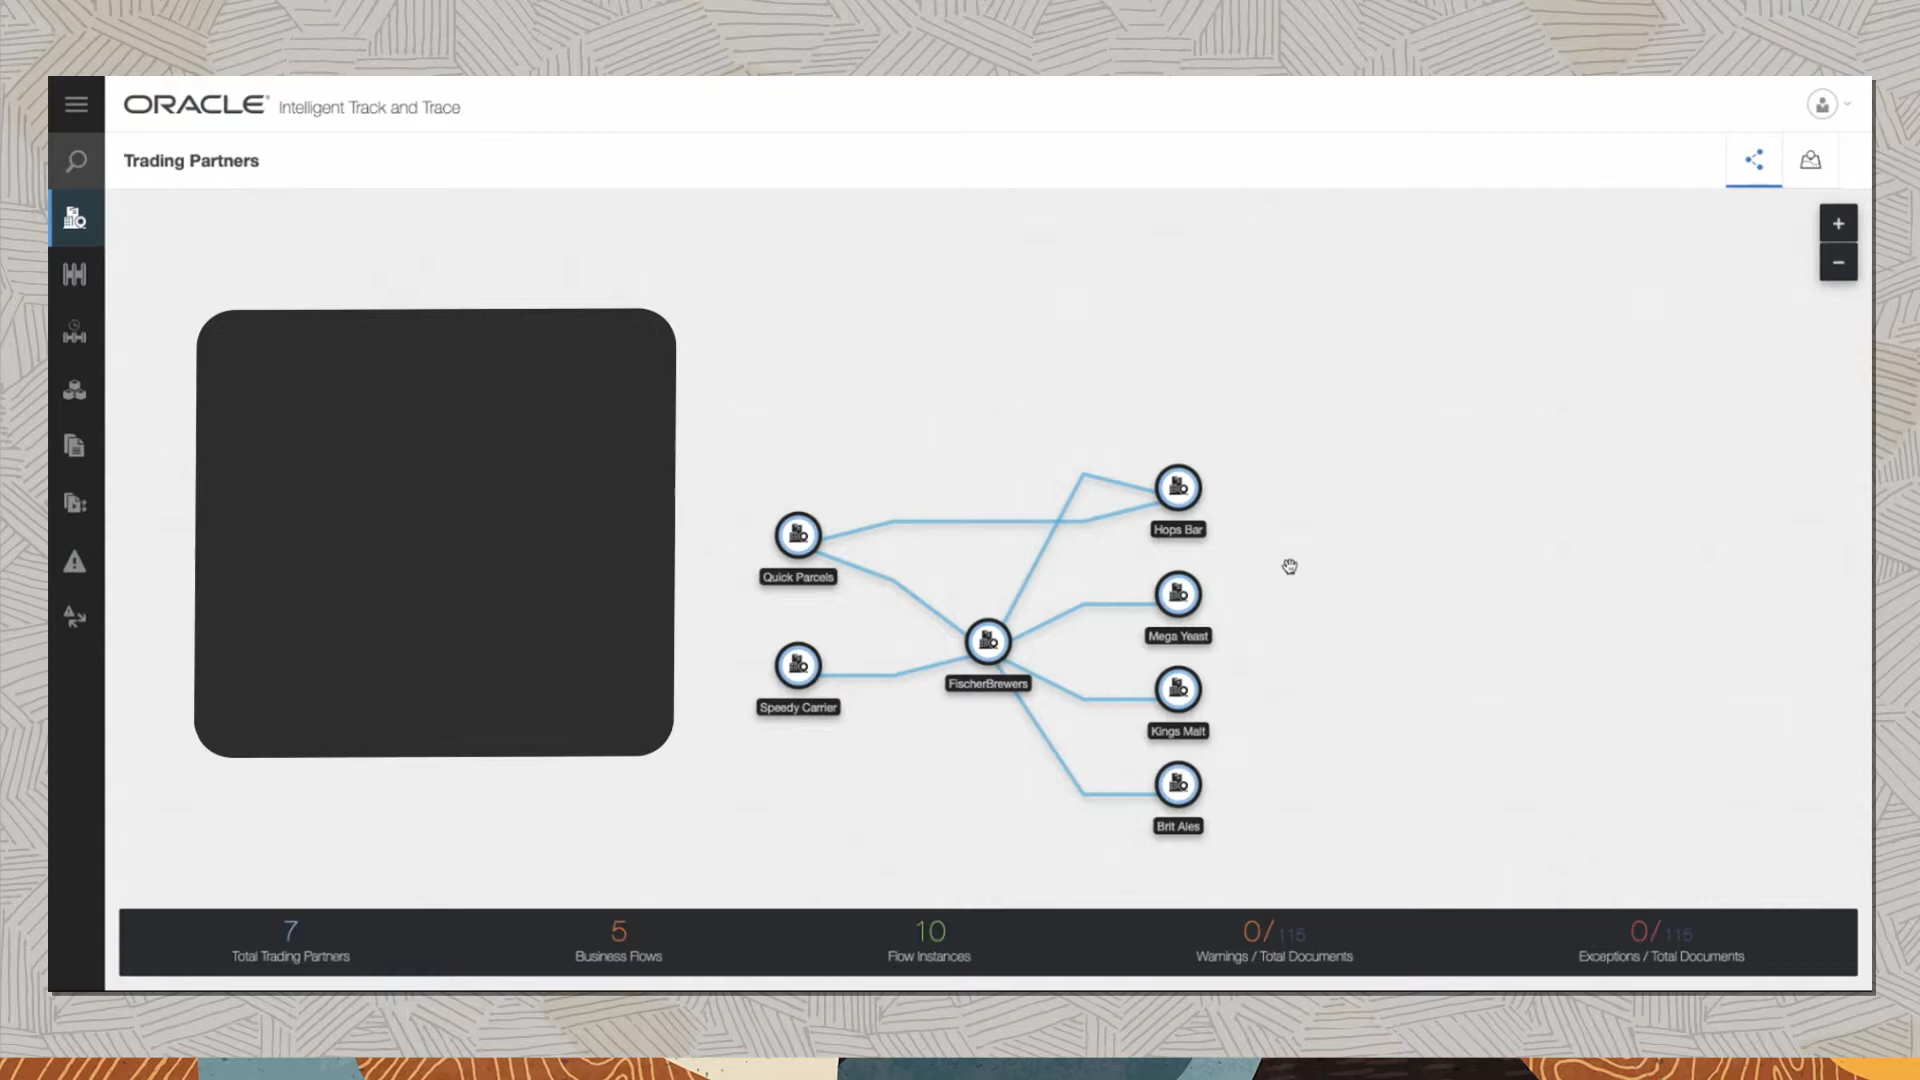 ORACLE Intelligent Track and Trace
Trading Partners
Hops Bar
Quick Parcels
Mega Yeast
FischerBrewers
Speedy Carrier
Kings Malt
Brit Ales
7
Total Trading Partners
5
Business Flows
10
Flow Instances
0/115
Warnings / Total Documents
0/115
Exceptions / Total Documents